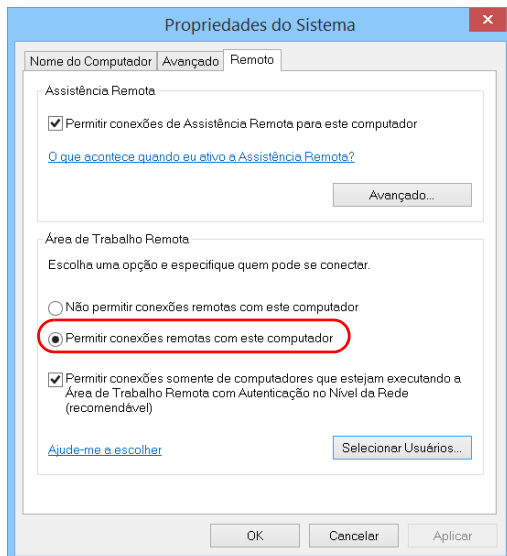 Propriedades do Sistema
Nome do Computador Avançado Remoto
Assistência Remota
Permitir conexões de Assistência Remota para este computador
O que acontece quando eu ativo a Assistência Remota?
Avançado...
Área de Trabalho Remota
Escolha uma opção e especifique quem pode se conectar.
Não permitir conexões remotas com este computador
Permitir conexões remotas com este computador
Permitir conexões somente de computadores que estejam executando a
Área de Trabalho Remota com Autenticação no Nível da Rede
(recomendável)
Ajude-me a escolher
Selecionar Usuários...
OK Cancelar Aplicar